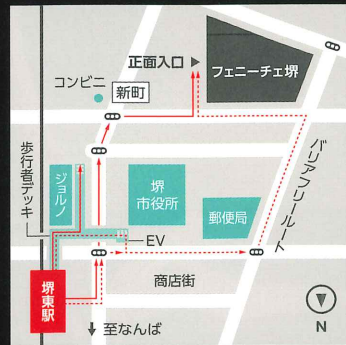 正面入口
フェニーチェ堺
コンビニ
新町
歩行者デッキ
ジョルノ
堺
市役所
郵便局
バリアフリールート
EV
商店街
堺東駅
↓至なんば
N